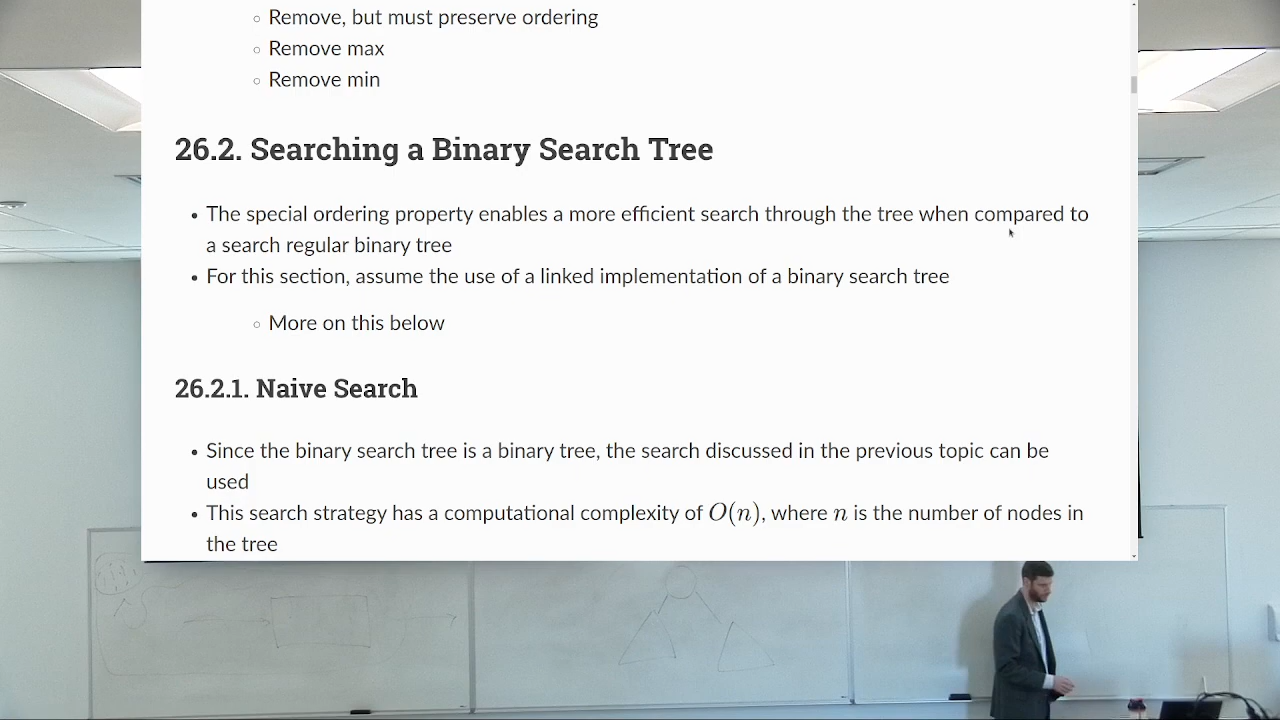 Remove, but must preserve ordering
Remove max
Remove min
26.2. Searching a Binary Search Tree
The special ordering property enables a more efficient search through the tree when compared to
a search regular binary tree
For this section, assume the use of a linked implementation of a binary search tree
More on this below
26.2.1. Naive Search
Since the binary search tree is a binary tree, the search discussed in the previous topic can be
used
This search strategy has a computational complexity of O(n), where n is the number of nodes in
the tree